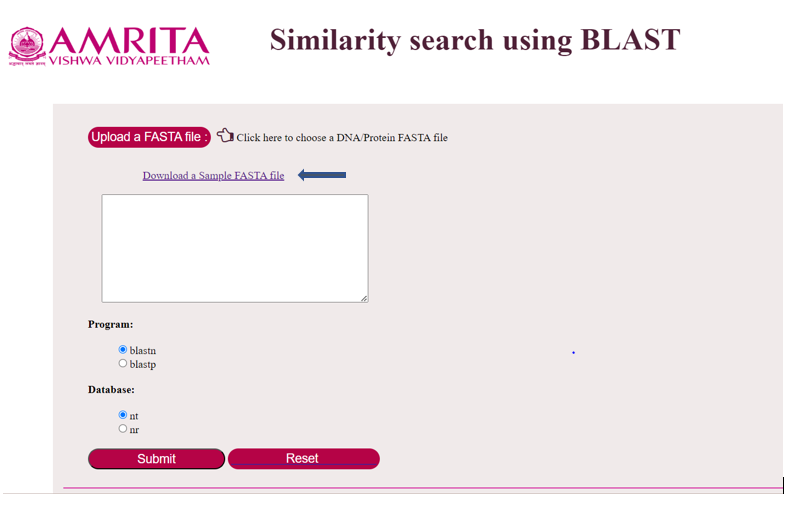 AMRITA
VISHWA VIDYAPEETHAM
Similarity search using BLAST
Upload a FASTA file :
Click here to choose a DNA/Protein FASTA file
Download a Sample FASTA file
Program:
blastn
blastp
Database:
nt
nr
Submit
Reset